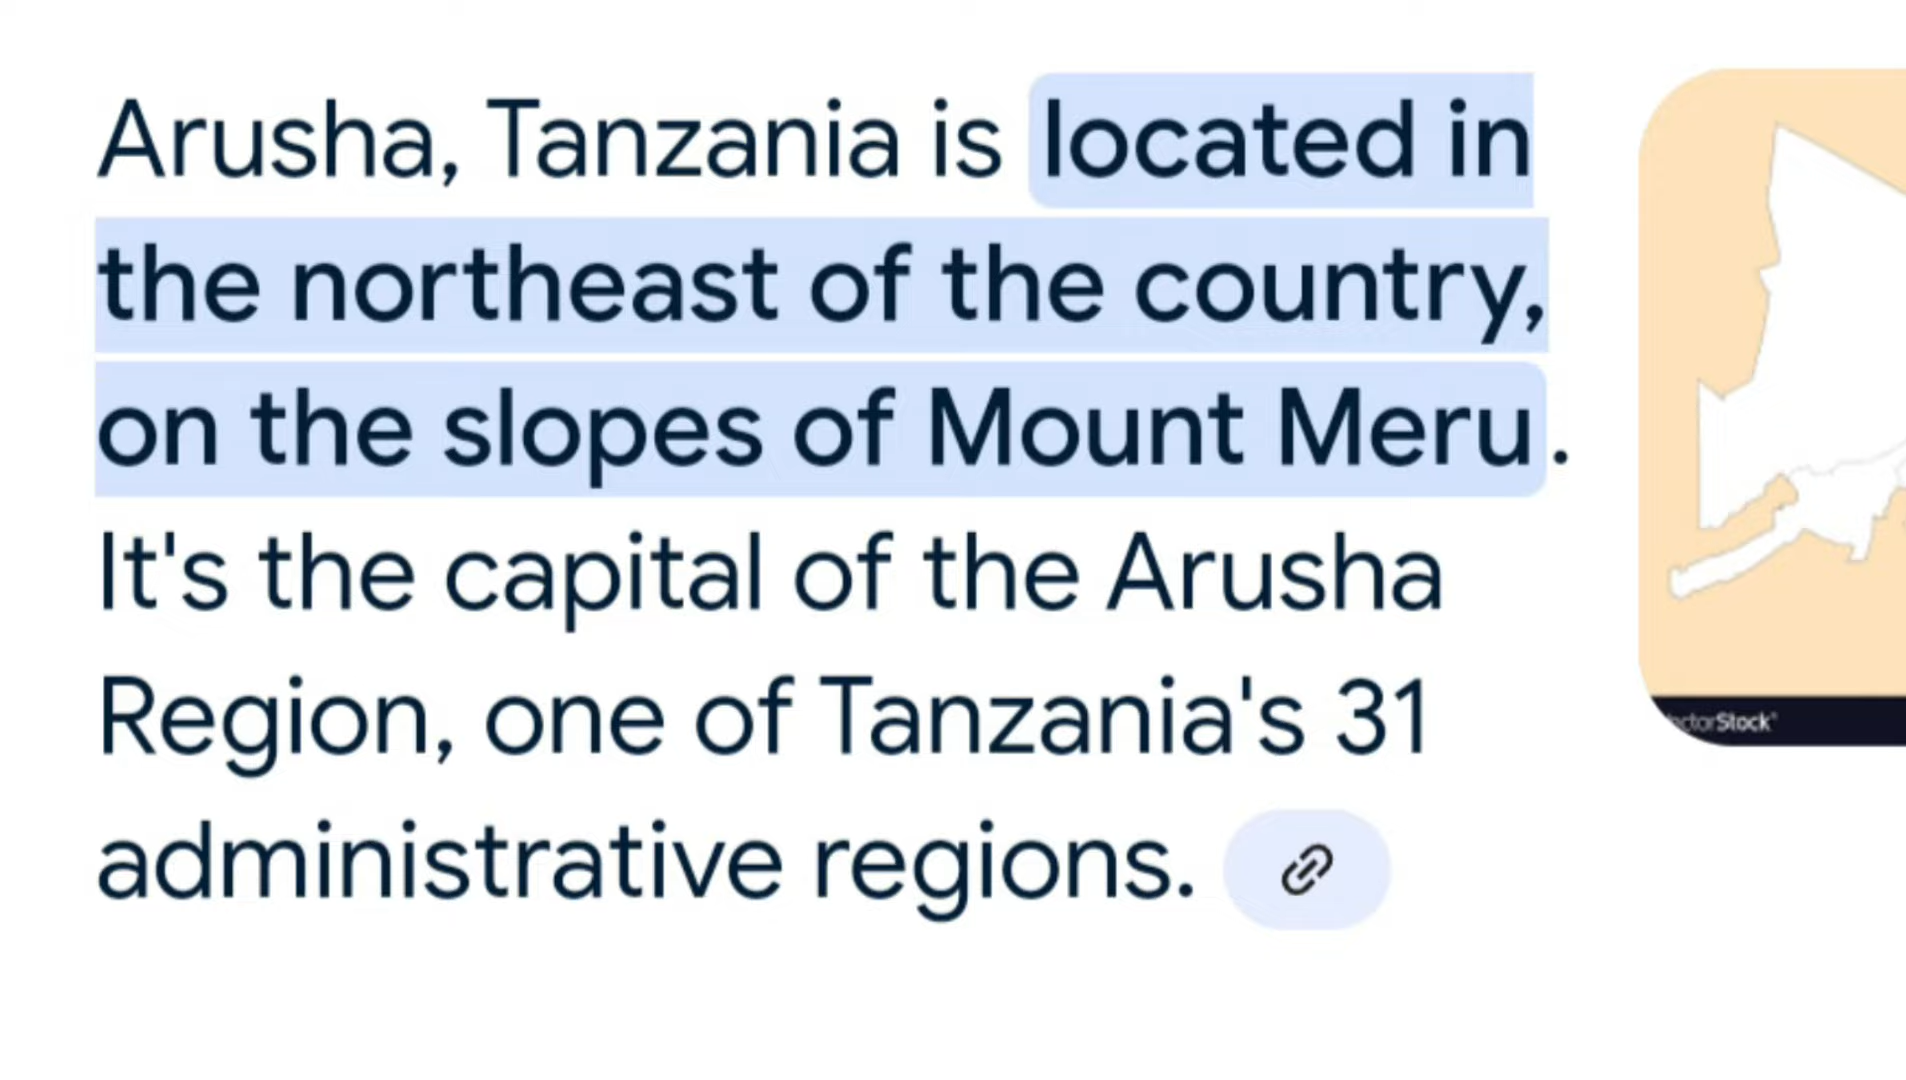 Arusha, Tanzania is located in
the northeast of the country,
on the slopes of Mount Meru.
It's the capital of the Arusha
Region, one of Tanzania's 31
administrative regions.
ectorStock®